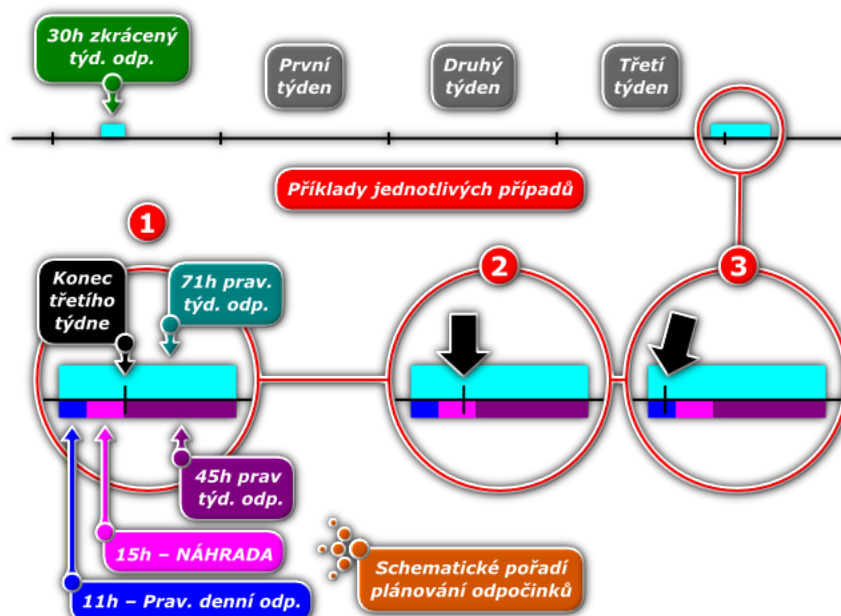 30h zkrácený
týd. odp.
První
týden
Druhý
týden
Třetí
týden
Příklady jednotlivých případů
1
Konec
třetího
týdne
71h prav.
týd. odp.
2
3
45h prav
týd. odp.
15h – NÁHRADA
11h – Prav. denní odp.
Schematické pořadí
plánování odpočinků